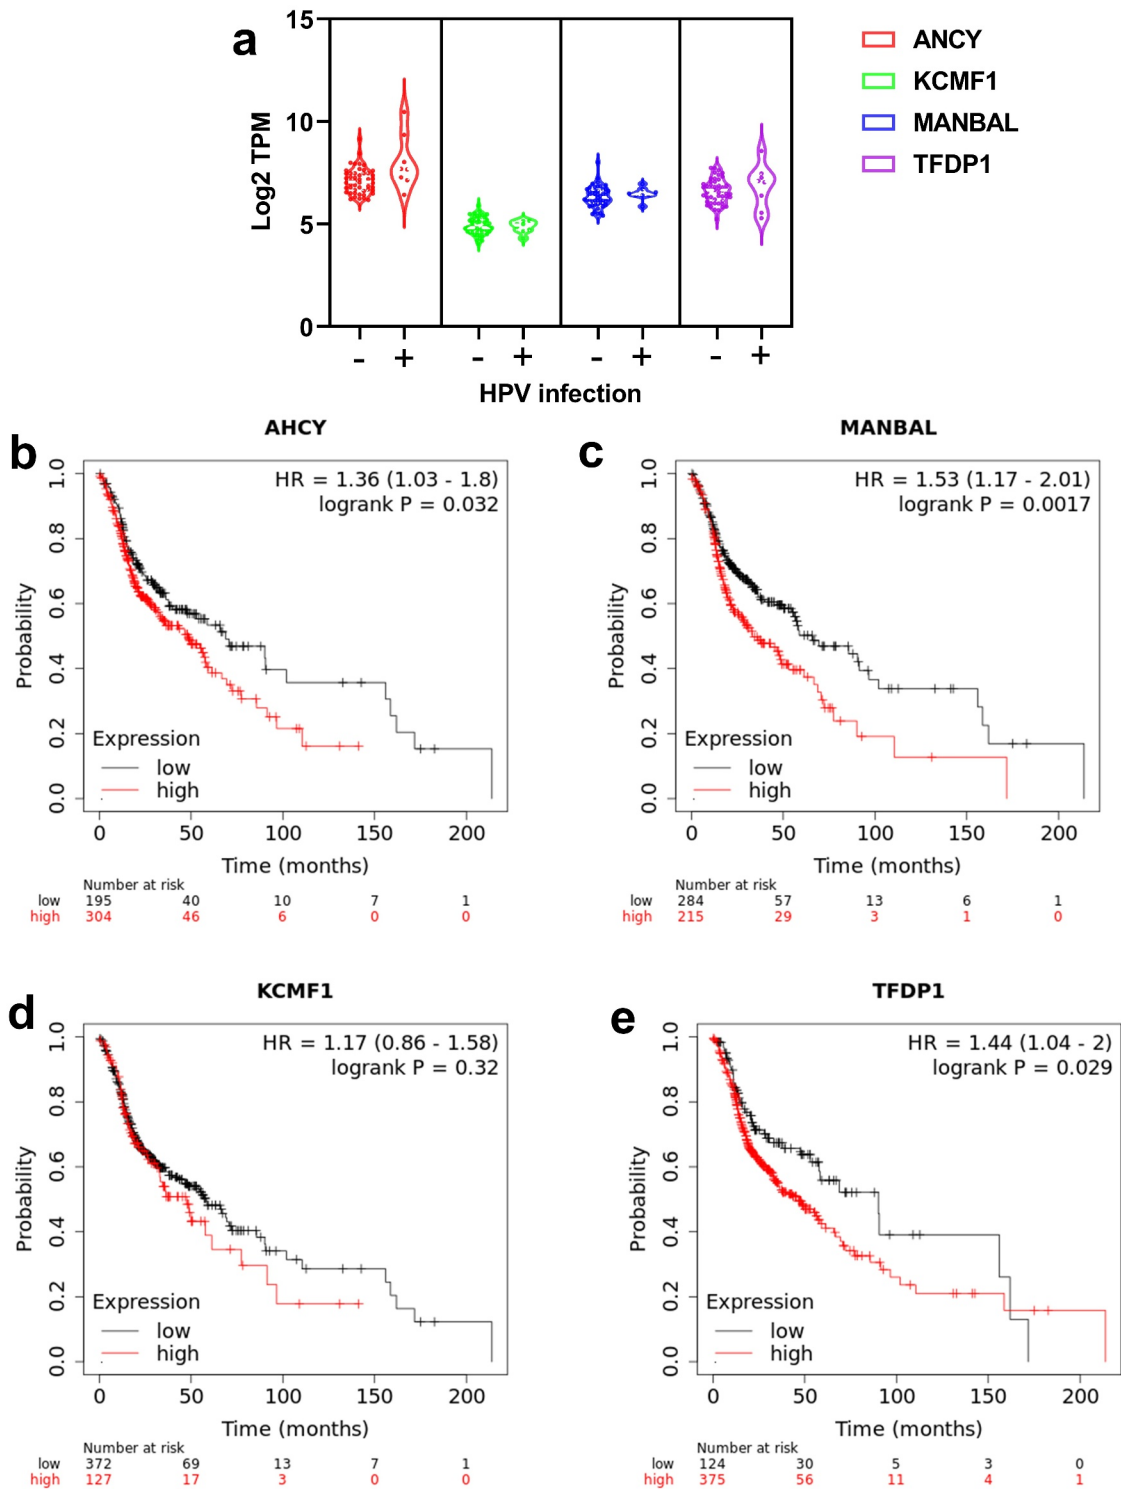 a
15
10
5
0
Log2 TPM
- + - + - + - +
HPV infection
ANCY
KCMF1
MANBAL
TFDP1
b
AHCY
HR = 1.36 (1.03 - 1.8)
logrank P = 0.032
Probability
1.0
0.8
0.6
0.4
0.2
0.0
Expression
low
high
0 50 100 150 200
Time (months)
Number at risk
low 195 40 10 7 1
high 304 46 6 0 0
c
MANBAL
HR = 1.53 (1.17 - 2.01)
logrank P = 0.0017
Probability
1.0
0.8
0.6
0.4
0.2
0.0
Expression
low
high
0 50 100 150 200
Time (months)
Number at risk
low 284 57 13 6 1
high 215 29 3 1 0
d
KCMF1
HR = 1.17 (0.86 - 1.58)
logrank P = 0.32
Probability
1.0
0.8
0.6
0.4
0.2
0.0
Expression
low
high
0 50 100 150 200
Time (months)
Number at risk
low 372 69 13 7 1
high 127 17 3 0 0
e
TFDP1
HR = 1.44 (1.04 - 2)
logrank P = 0.029
Probability
1.0
0.8
0.6
0.4
0.2
0.0
Expression
low
high
0 50 100 150 200
Time (months)
Number at risk
low 124 30 5 3 0
high 375 56 11 4 1